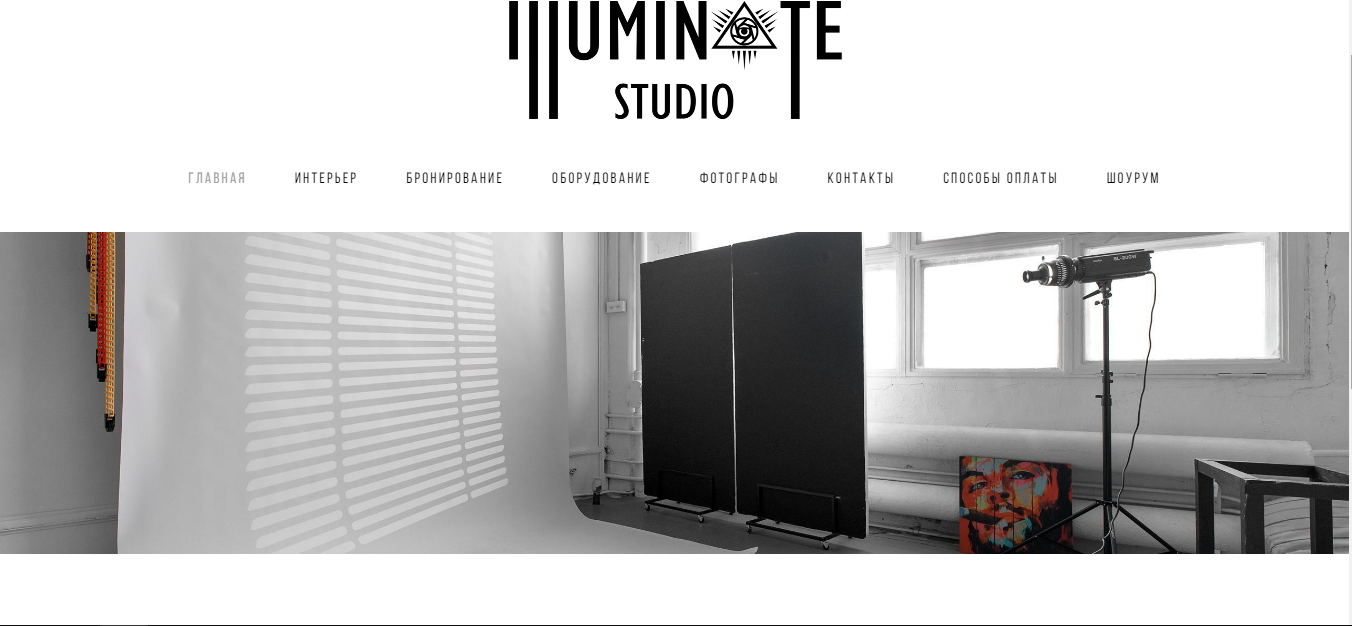 ILLUMINATE
STUDIO
ГЛАВНАЯ ИНТЕРЬЕР БРОНИРОВАНИЕ ОБОРУДОВАНИЕ ФОТОГРАФЫ КОНТАКТЫ СПОСОБЫ ОПЛАТЫ ШОУРУМ